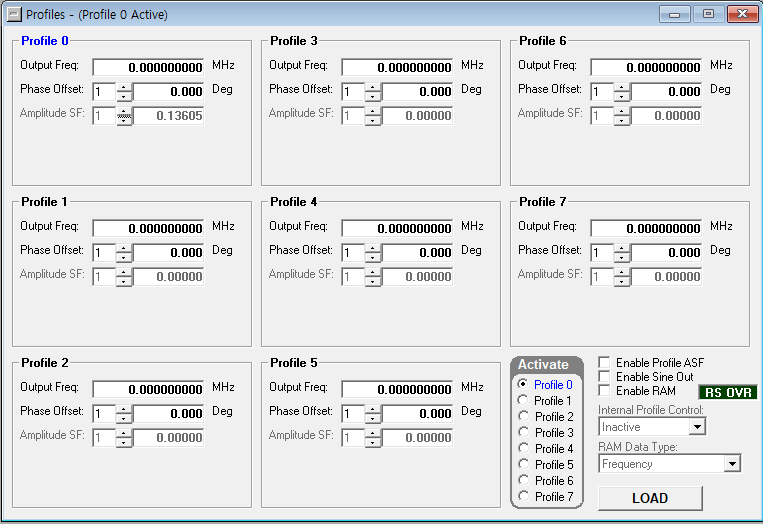 Profiles - (Profile 0 Active)
Profile 0
Output Freq: 0.000000000 MHz
Phase Offset: 1 0.000 Deg
Amplitude SF: 1 0.13605
Profile 3
Output Freq: 0.000000000 MHz
Phase Offset: 1 0.000 Deg
Amplitude SF: 1 0.00000
Profile 6
Output Freq: 0.000000000 MHz
Phase Offset: 1 0.000 Deg
Amplitude SF: 1 0.00000
Profile 1
Output Freq: 0.000000000 MHz
Phase Offset: 1 0.000 Deg
Amplitude SF: 1 0.00000
Profile 4
Output Freq: 0.000000000 MHz
Phase Offset: 1 0.000 Deg
Amplitude SF: 1 0.00000
Profile 7
Output Freq: 0.000000000 MHz
Phase Offset: 1 0.000 Deg
Amplitude SF: 1 0.00000
Profile 2
Output Freq: 0.000000000 MHz
Phase Offset: 1 0.000 Deg
Amplitude SF: 1 0.00000
Profile 5
Output Freq: 0.000000000 MHz
Phase Offset: 1 0.000 Deg
Amplitude SF: 1 0.00000
Activate
Profile 0
Profile 1
Profile 2
Profile 3
Profile 4
Profile 5
Profile 6
Profile 7
Enable Profile ASF
Enable Sine Out
Enable RAM
RS OVR
Internal Profile Control:
Inactive
RAM Data Type:
Frequency
LOAD